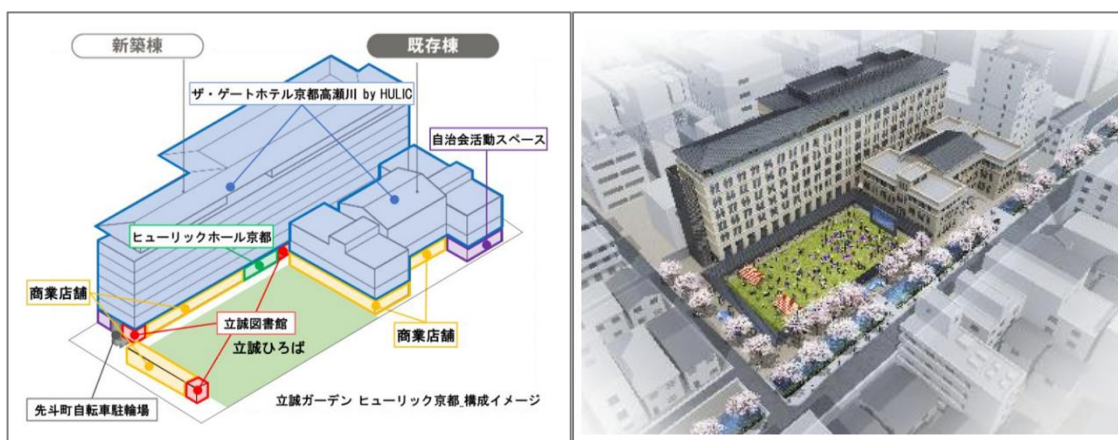 新築棟
既存棟
ザ・ゲートホテル京都高瀬川 by HULIC
自治会活動スペース
ヒューリックホール京都
商業店舗
立誠図書館
商業店舗
立誠ひろば
先斗町自転車駐輪場
立誠ガーデン ヒューリック京都_構成イメージ